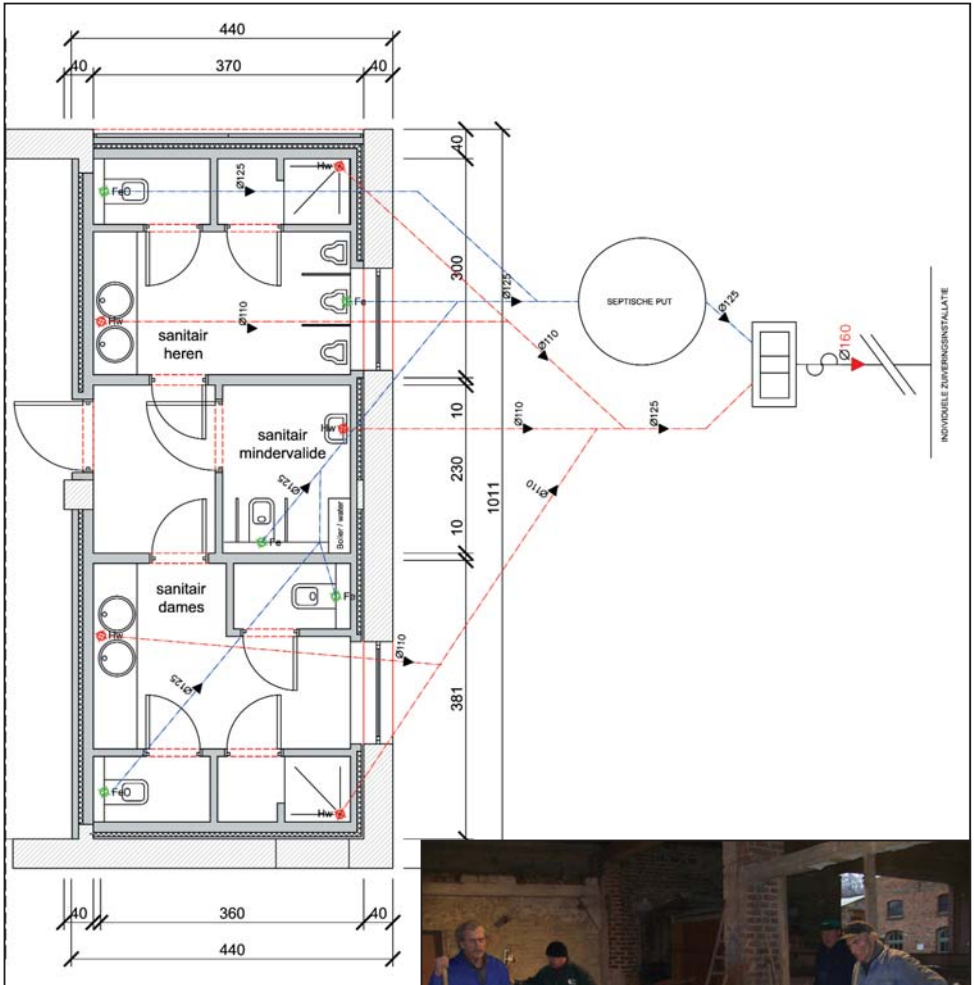 440
40 370 40
40
Hw
Ø125
FeO
300
Ø125
SEPTISCHE PUT
Ø125
Fe
Hw
Ø110
sanitair
heren
Ø110
Ø160
INDIVIDUELE ZUIVERINGSINSTALLATIE
10
Hw
Ø110
Ø125
sanitair
mindervalide
230
1011
Ø125
Ø110
Boiler / water
Fe
10
sanitair
dames
Fe
Hw
Ø110
Ø125
381
FeO
Hw
40 360 40
440